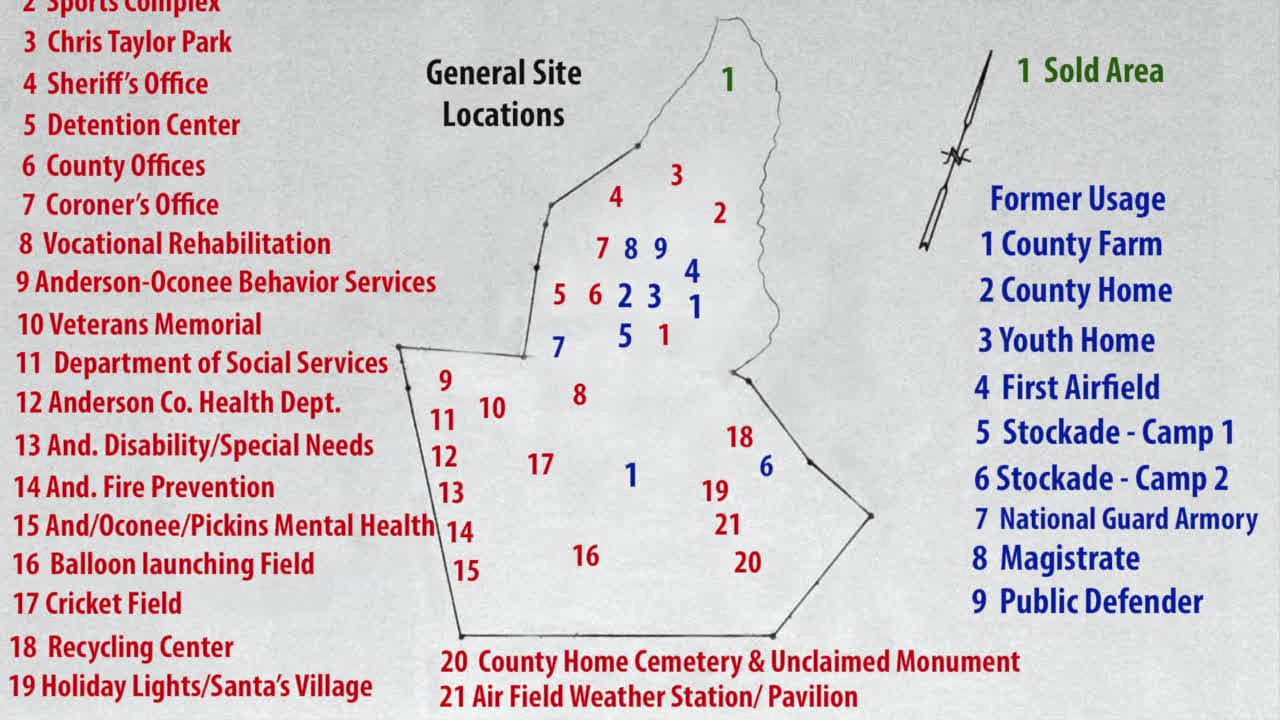 2 Sports Complex
3 Chris Taylor Park
4 Sheriff's Office
5 Detention Center
6 County Offices
7 Coroner's Office
8 Vocational Rehabilitation
9 Anderson-Oconee Behavior Services
10 Veterans Memorial
11 Department of Social Services
12 Anderson Co. Health Dept.
13 And. Disability/Special Needs
14 And. Fire Prevention
15 And/Oconee/Pickins Mental Health
16 Balloon launching Field
17 Cricket Field
18 Recycling Center
19 Holiday Lights/Santa's Village
20 County Home Cemetery & Unclaimed Monument
21 Air Field Weather Station/ Pavilion
General Site
Locations
1
3
4
2
7 8 9
4
5 6 2 3 1
5 1
7
9
8
10
11
18
12
17
6
1
13
19
21
14
16
20
15
N
1 Sold Area
Former Usage
1 County Farm
2 County Home
3 Youth Home
4 First Airfield
5 Stockade - Camp 1
6 Stockade - Camp 2
7 National Guard Armory
8 Magistrate
9 Public Defender